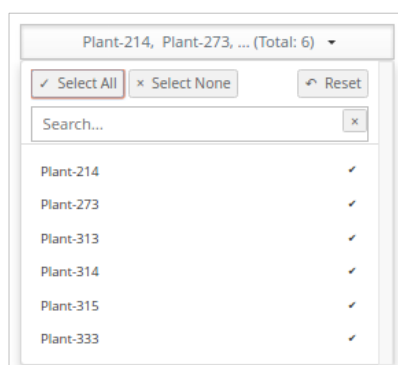 Plant-214, Plant-273, ... (Total: 6)
✓ Select All × Select None ↶ Reset
Search... ×
Plant-214 ✔
Plant-273 ✔
Plant-313 ✔
Plant-314 ✔
Plant-315 ✔
Plant-333 ✔